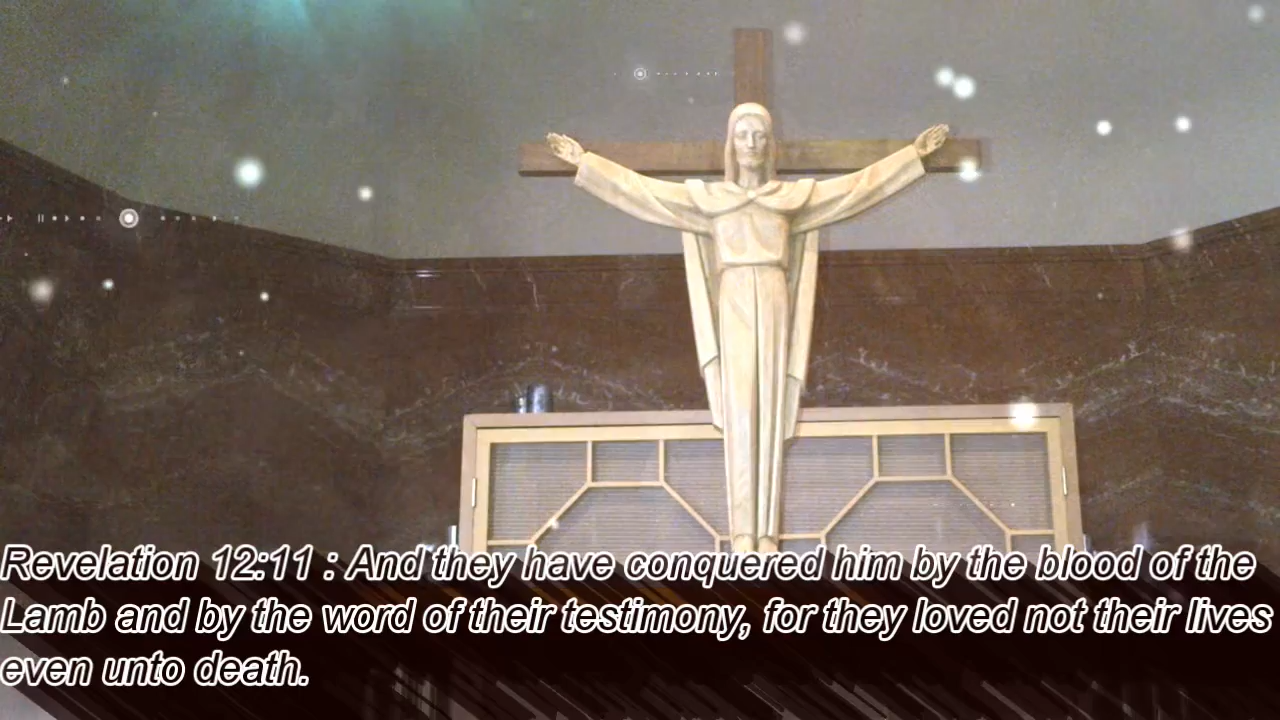 Revelation 12:11 : And they have conquered him by the blood of the
Lamb and by the word of their testimony, for they loved not their lives
even unto death.